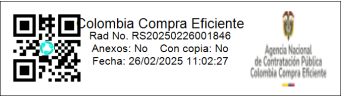 Colombia Compra Eficiente
Rad No. RS20250226001846
Anexos: No Con copia: No
Fecha: 26/02/2025 11:02:27
Agencia Nacional
de Contratación Pública
Colombia Compra Eficiente